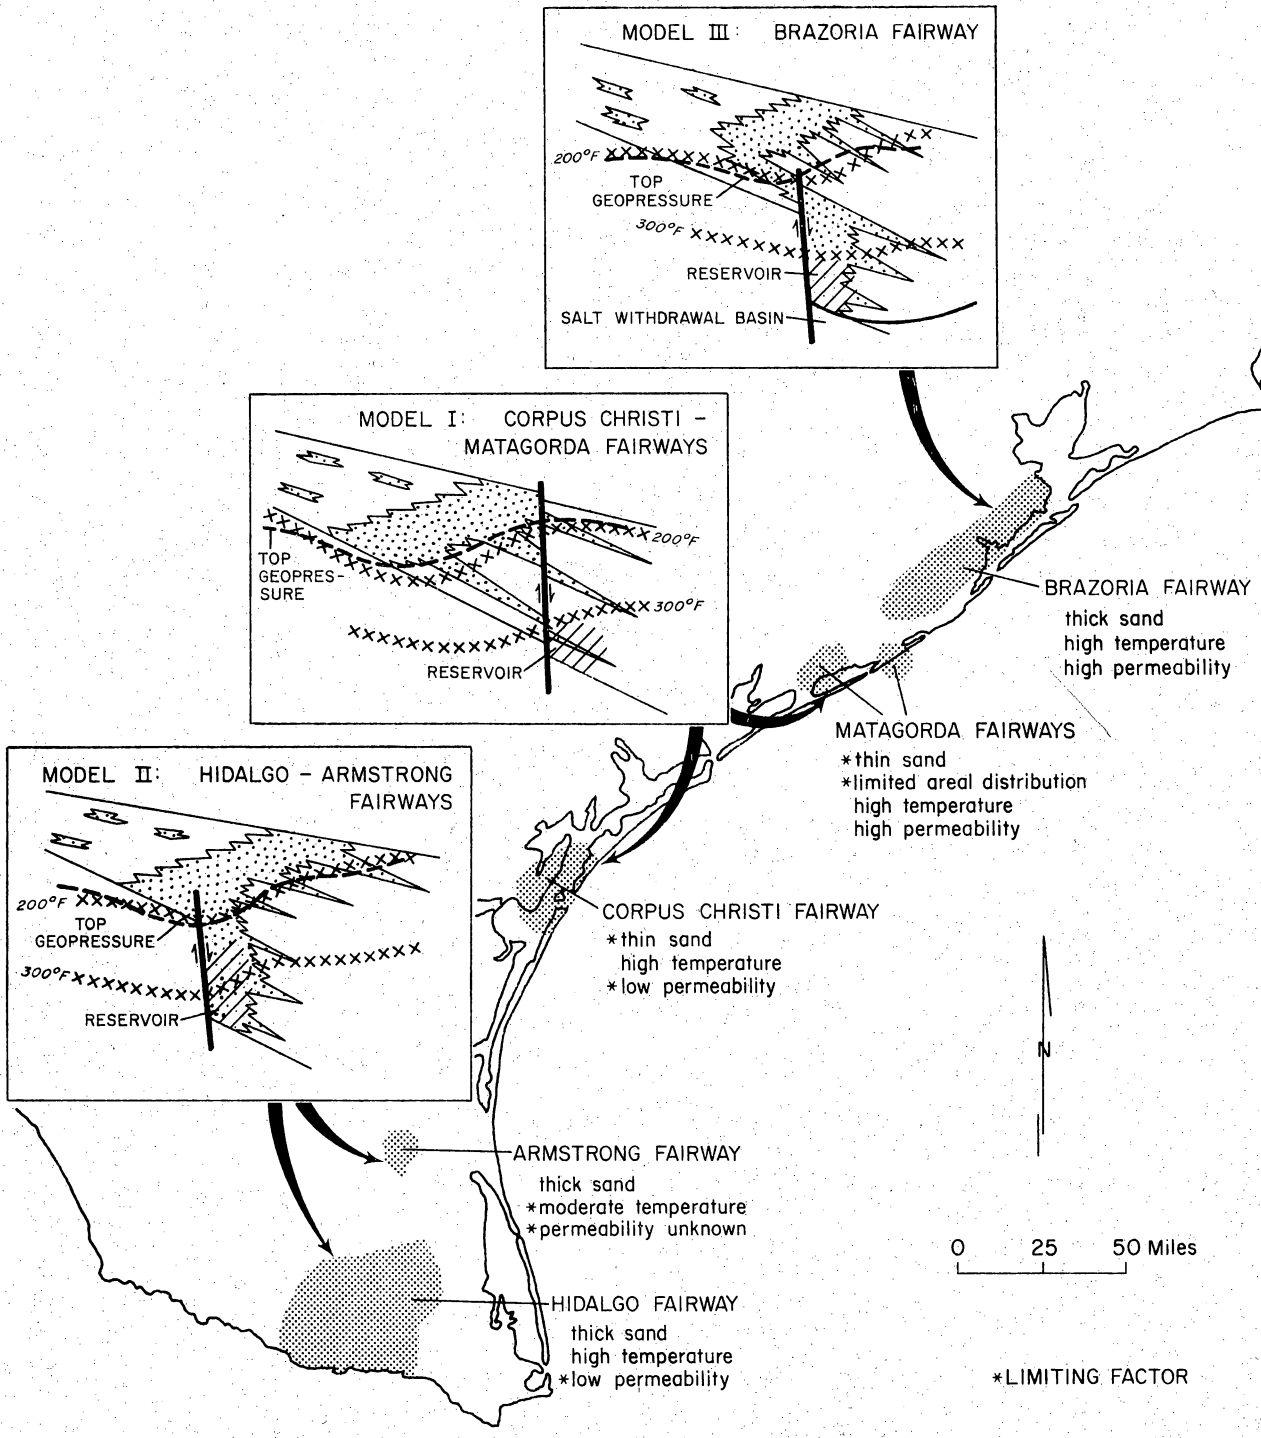 MODEL III: BRAZORIA FAIRWAY
200°F
TOP
GEOPRESSURE
300°F
RESERVOIR
SALT WITHDRAWAL BASIN
MODEL I: CORPUS CHRISTI –
MATAGORDA FAIRWAYS
200°F
TOP
GEOPRES–
SURE
300°F
RESERVOIR
BRAZORIA FAIRWAY
thick sand
high temperature
high permeability
MATAGORDA FAIRWAYS
*thin sand
*limited areal distribution
high temperature
high permeability
MODEL II: HIDALGO – ARMSTRONG
FAIRWAYS
200°F
TOP
GEOPRESSURE
300°F
RESERVOIR
CORPUS CHRISTI FAIRWAY
*thin sand
high temperature
*low permeability
N
ARMSTRONG FAIRWAY
thick sand
*moderate temperature
*permeability unknown
0 25 50 Miles
HIDALGO FAIRWAY
thick sand
high temperature
*low permeability
*LIMITING FACTOR